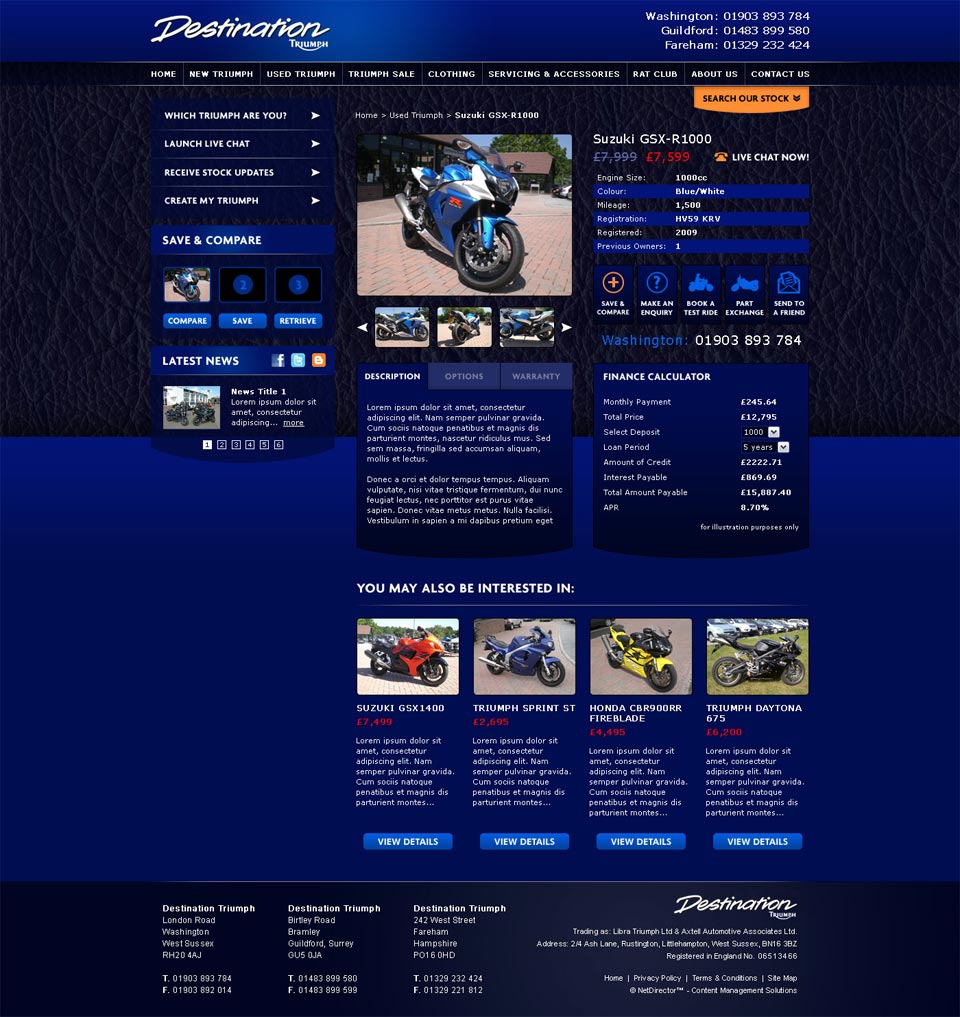 Destination
TRIUMPH
Washington: 01903 893 784
Guildford: 01483 899 580
Fareham: 01329 232 424
HOME NEW TRIUMPH USED TRIUMPH TRIUMPH SALE CLOTHING SERVICING & ACCESSORIES RAT CLUB ABOUT US CONTACT US
SEARCH OUR STOCK
WHICH TRIUMPH ARE YOU?
LAUNCH LIVE CHAT
RECEIVE STOCK UPDATES
CREATE MY TRIUMPH
SAVE & COMPARE
2 3
COMPARE SAVE RETRIEVE
LATEST NEWS
News Title 1
Lorem ipsum dolor sit
amet, consectetur
adipiscing... more
1 2 3 4 5 6
Home > Used Triumph > Suzuki GSX-R1000
Suzuki GSX-R1000
£7,999 £7,599 LIVE CHAT NOW!
Engine Size: 1000cc
Colour: Blue/White
Mileage: 1,500
Registration: HV59 KRV
Registered: 2009
Previous Owners: 1
SAVE & COMPARE
MAKE AN ENQUIRY
BOOK A TEST RIDE
PART EXCHANGE
SEND TO A FRIEND
Washington: 01903 893 784
DESCRIPTION OPTIONS WARRANTY
Lorem ipsum dolor sit amet, consectetur
adipiscing elit. Nam semper pulvinar gravida.
Cum sociis natoque penatibus et magnis dis
parturient montes, nascetur ridiculus mus. Sed
sem massa, fringilla sed accumsan aliquam,
mollis et lectus.
Donec a orci et dolor tempus tempus. Aliquam
vulputate, nisi vitae tristique fermentum, dui nunc
feugiat lectus, nec porttitor est purus vitae
sapien. Donec vitae metus metus. Nulla facilisi.
Vestibulum in sapien a mi dapibus pretium eget
FINANCE CALCULATOR
Monthly Payment £245.64
Total Price £12,795
Select Deposit 1000
Loan Period 5 years
Amount of Credit £2222.71
Interest Payable £869.69
Total Amount Payable £15,887.40
APR 8.70%
for illustration purposes only
YOU MAY ALSO BE INTERESTED IN:
SUZUKI GSX1400
£7,499
Lorem ipsum dolor sit
amet, consectetur
adipiscing elit. Nam
semper pulvinar gravida.
Cum sociis natoque
penatibus et magnis dis
parturient montes...
VIEW DETAILS
TRIUMPH SPRINT ST
£2,695
Lorem ipsum dolor sit
amet, consectetur
adipiscing elit. Nam
semper pulvinar gravida.
Cum sociis natoque
penatibus et magnis dis
parturient montes...
VIEW DETAILS
HONDA CBR900RR
FIREBLADE
£4,495
Lorem ipsum dolor sit
amet, consectetur
adipiscing elit. Nam
semper pulvinar gravida.
Cum sociis natoque
penatibus et magnis dis
parturient montes...
VIEW DETAILS
TRIUMPH DAYTONA
675
£6,200
Lorem ipsum dolor sit
amet, consectetur
adipiscing elit. Nam
semper pulvinar gravida.
Cum sociis natoque
penatibus et magnis dis
parturient montes...
VIEW DETAILS
Destination Triumph
London Road
Washington
West Sussex
RH20 4AJ
T. 01903 893 784
F. 01903 892 014
Destination Triumph
Birtley Road
Bramley
Guildford, Surrey
GU5 0JA
T. 01483 899 580
F. 01483 899 599
Destination Triumph
242 West Street
Fareham
Hampshire
PO16 0HD
T. 01329 232 424
F. 01329 221 812
Destination
TRIUMPH
Trading as: Libra Triumph Ltd & Axtell Automotive Associates Ltd.
Address: 2/4 Ash Lane, Rustington, Littlehampton, West Sussex, BN16 3BZ
Registered in England No. 06513466
Home | Privacy Policy | Terms & Conditions | Site Map
© NetDirector™ - Content Management Solutions